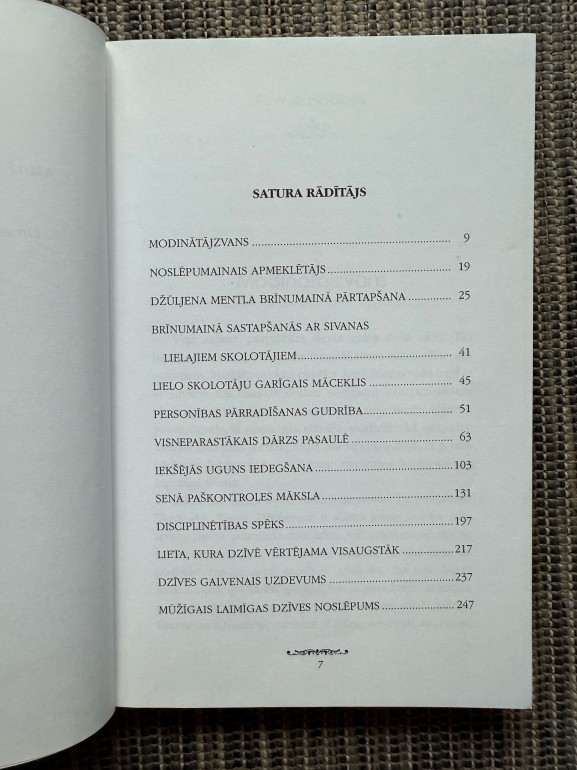 SATURA RĀDĪTĀJS
MODINĀTĀJZVANS ........ 9
NOSLĒPUMAINAIS APMEKLĒTĀJS ........ 19
DŽÚLJENA MENTLA BRĪNUMAINĀ PĀRTAPŠANA ........ 25
BRĪNUMAINĀ SASTAPŠANĀS AR SIVANAS
LIELAJIEM SKOLOTĀJIEM ........ 41
LIELO SKOLOTĀJU GARĪGAIS MĀCEKLIS ........ 45
PERSONĪBAS PĀRRADĪŠANAS GUDRĪBA ........ 51
VISNEPARASTĀKAIS DĀRZS PASAULĒ ........ 63
IEKŠĒJĀS UGUNS IEDEGŠANA ........ 103
SENĀ PAŠKONTROLES MĀKSLA ........ 131
DISCIPLINĒTĪBAS SPĒKS ........ 197
LIETA, KURA DZĪVĒ VĒRTĒJAMA VISAUGSTĀK ........ 217
DZĪVES GALVENAIS UZDEVUMS ........ 237
MŪŽĪGAIS LAIMĪGAS DZĪVES NOSLĒPUMS ........ 247
7